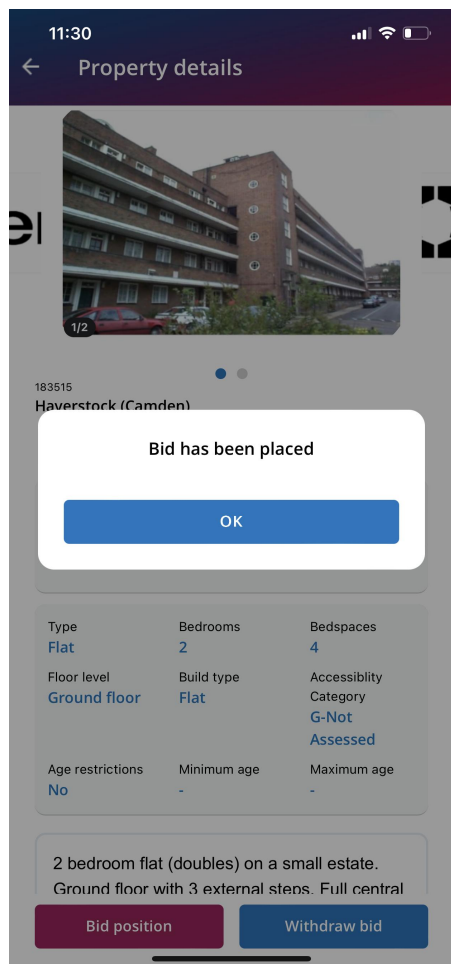 11:30
Property details
1/2
183515
Haverstock (Camden)
Bid has been placed
OK
Type
Bedrooms
Bedspaces
Flat
2
4
Floor level
Build type
Accessiblity
Category
Ground floor
Flat
G-Not
Assessed
Age restrictions
Minimum age
Maximum age
No
-
-
2 bedroom flat (doubles) on a small estate.
Ground floor with 3 external steps. Full central
Bid position
Withdraw bid